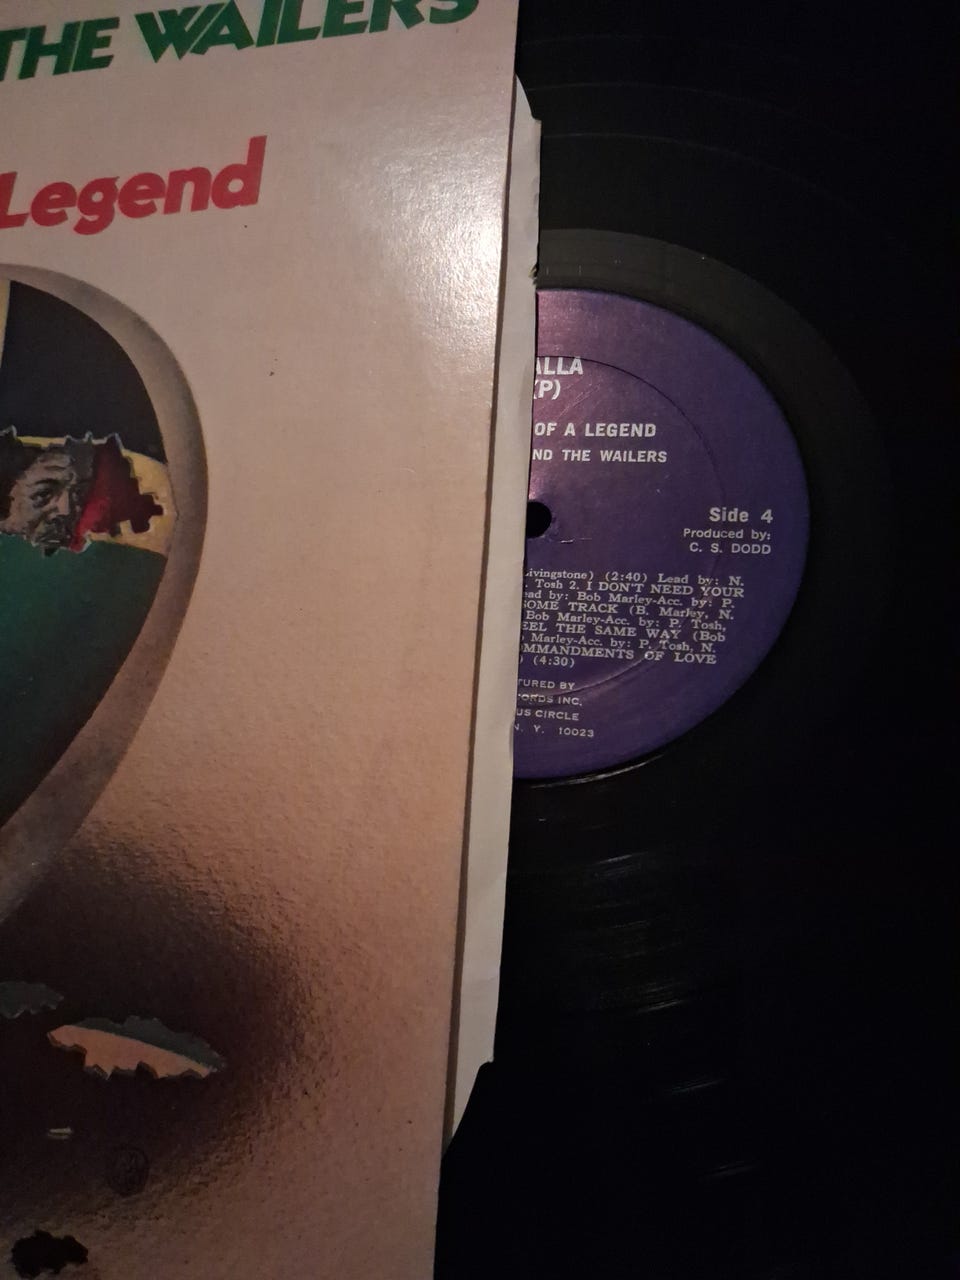 THE WAILERS
Legend
ALLA
(P)
OF A LEGEND
ND THE WAILERS
Side 4
Produced by:
C. S. DODD
Livingstone) (2:40) Lead by: N.
. Tosh 2. I DON'T NEED YOUR
ead by: Bob Marley-Acc. by: P.
SOME TRACK (B. Marley, N.
Bob Marley-Acc. by: P. Tosh,
EEL THE SAME WAY (Bob
Marley-Acc. by: P. Tosh, N.
MMANDMENTS OF LOVE
) (4:30)
TURED BY
ORDS INC.
US CIRCLE
N. Y. 10023